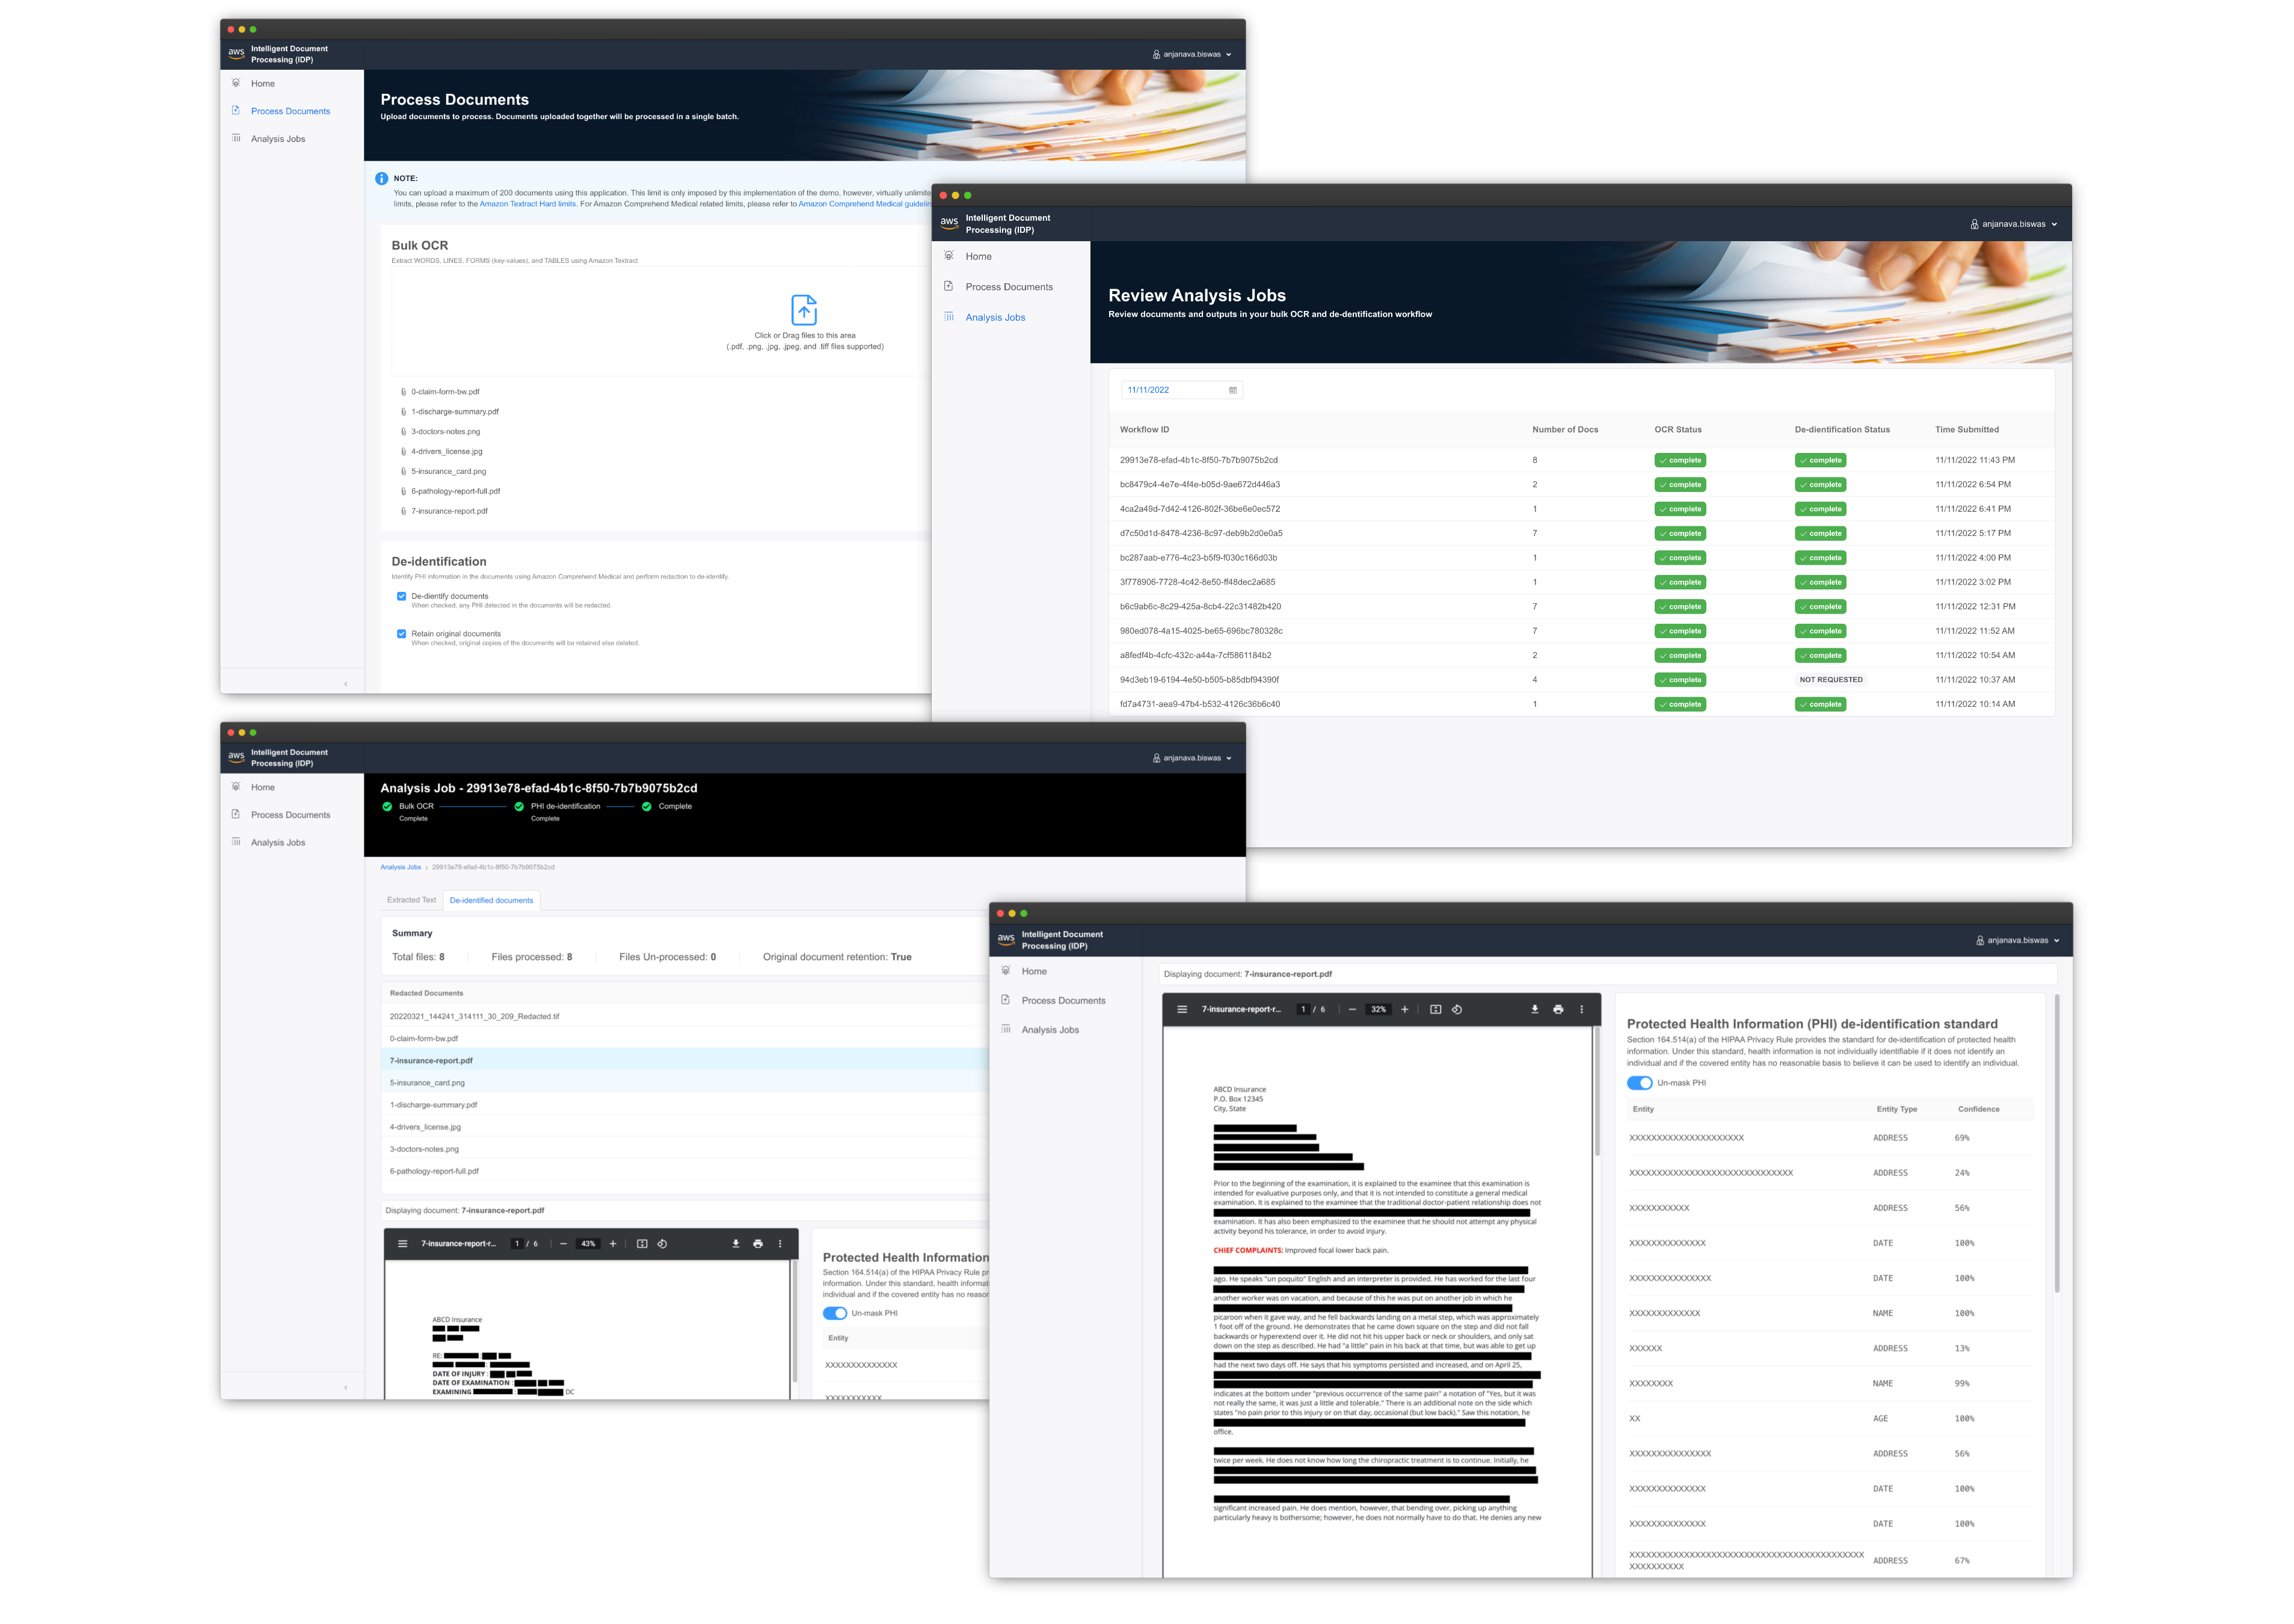 aws
Intelligent Document
Processing (IDP)
anjanava.biswas
Home
Process Documents
Analysis Jobs
Process Documents
Upload documents to process. Documents uploaded together will be processed in a single batch.
NOTE:
You can upload a maximum of 200 documents using this application. This limit is only imposed by this implementation of the demo, however, virtually
limits, please refer to the Amazon Textract Hard limits. For Amazon Comprehend Medical related limits, please refer to Amazon Comprehend Medical
Bulk OCR
Extract WORDS, LINES, FORMS (key-values), and TABLES using Amazon Textract
Click or Drag files to this area
(.pdf, .png, .jpg, .jpeg, and .tiff files supported)
0-claim-form-bw.pdf
1-discharge-summary.pdf
3-doctors-notes.png
4-drivers_license.jpg
5-insurance_card.png
6-pathology-report-full.pdf
7-insurance-report.pdf
De-identification
Identify PHI information in the documents using Amazon Comprehend Medical and perform redaction to de-identify.
De-dientify documents
When checked, any PHI detected in the documents will be redacted.
Retain original documents
When checked, original copies of the documents will be retained else deleted.
aws
Intelligent Document
Processing (IDP)
anjanava.biswas
Home
Process Documents
Analysis Jobs
Review Analysis Jobs
Review documents and outputs in your bulk OCR and de-dentification workflow
11/11/2022
Workflow ID Number of Docs OCR Status De-dientification Status Time Submitted
29913e78-efad-4b1c-8f50-7b7b9075b2cd 8 complete complete 11/11/2022 11:43 PM
bc8479c4-4e7e-4f4e-b05d-9ae672d446a3 2 complete complete 11/11/2022 6:54 PM
4ca2a49d-7d42-4126-802f-36be6e0ec572 1 complete complete 11/11/2022 6:41 PM
d7c50d1d-8478-4236-8c97-deb9b2d0e0a5 7 complete complete 11/11/2022 5:17 PM
bc287aab-e776-4c23-b5f9-f030c166d03b 1 complete complete 11/11/2022 4:00 PM
3f778906-7728-4c42-8e50-ff48dec2a685 1 complete complete 11/11/2022 3:02 PM
b6c9ab6c-8c29-425a-8cb4-22c31482b420 7 complete complete 11/11/2022 12:31 PM
980ed078-4a15-4025-be65-696bc780328c 7 complete complete 11/11/2022 11:52 AM
a8fedf4b-4cfc-432c-a44a-7cf5861184b2 2 complete complete 11/11/2022 10:54 AM
94d3eb19-6194-4e50-b505-b85dbf94390f 4 complete NOT REQUESTED 11/11/2022 10:37 AM
fd7a4731-aea9-47b4-b532-4126c36b6c40 1 complete complete 11/11/2022 10:14 AM
aws
Intelligent Document
Processing (IDP)
anjanava.biswas
Home
Process Documents
Analysis Jobs
Analysis Job - 29913e78-efad-4b1c-8f50-7b7b9075b2cd
Bulk OCR PHI de-identification Complete
Complete Complete
Analysis Jobs > 29913e78-efad-4b1c-8f50-7b7b9075b2cd
Extracted Text De-identified documents
Summary
Total files: 8 Files processed: 8 Files Un-processed: 0 Original document retention: True
Redacted Documents
20220321_144241_314111_30_209_Redacted.tif
0-claim-form-bw.pdf
7-insurance-report.pdf
5-insurance_card.png
1-discharge-summary.pdf
4-drivers_license.jpg
3-doctors-notes.png
6-pathology-report-full.pdf
Displaying document: 7-insurance-report.pdf
7-insurance-report-r... 1 / 6 43%
ABCD Insurance
RE:
DATE OF INJURY :
DATE OF EXAMINATION :
EXAMINING : DC
Protected Health Information
Section 164.514(a) of the HIPAA Privacy Rule
information. Under this standard, health
individual and if the covered entity has no
Un-mask PHI
Entity
XXXXXXXXXXXXXX
XXXXXXXXXXX
aws
Intelligent Document
Processing (IDP)
anjanava.biswas
Home
Process Documents
Analysis Jobs
Displaying document: 7-insurance-report.pdf
7-insurance-report-r... 1 / 6 32%
ABCD Insurance
P.O. Box 12345
City, State
Prior to the beginning of the examination, it is explained to the examinee that this examination is
intended for evaluative purposes only, and that it is not intended to constitute a general medical
examination. It is explained to the examinee that the traditional doctor-patient relationship does not
examination. It has also been emphasized to the examinee that he should not attempt any physical
activity beyond his tolerance, in order to avoid injury.
CHIEF COMPLAINTS: Improved focal lower back pain.
ago. He speaks "un poquito" English and an interpreter is provided. He has worked for the last four
another worker was on vacation, and because of this he was put on another job in which he
picaroon when it gave way, and he fell backwards landing on a metal step, which was approximately
1 foot off of the ground. He demonstrates that he came down square on the step and did not fall
backwards or hyperextend over it. He did not hit his upper back or neck or shoulders, and only sat
down on the step as described. He had "a little" pain in his back at that time, but was able to get up
had the next two days off. He says that his symptoms persisted and increased, and on April 25,
indicates at the bottom under "previous occurrence of the same pain" a notation of "Yes, but it was
not really the same, it was just a little and tolerable." There is an additional note on the side which
states "no pain prior to this injury or on that day, occasional (but low back)." Saw this notation, he
office.
twice per week. He does not know how long the chiropractic treatment is to continue. Initially, he
significant increased pain. He does mention, however, that bending over, picking up anything
particularly heavy is bothersome; however, he does not normally have to do that. He denies any new
Protected Health Information (PHI) de-identification standard
Section 164.514(a) of the HIPAA Privacy Rule provides the standard for de-identification of protected health
information. Under this standard, health information is not individually identifiable if it does not identify an
individual and if the covered entity has no reasonable basis to believe it can be used to identify an individual.
Un-mask PHI
Entity Entity Type Confidence
XXXXXXXXXXXXXXXXXXXXX ADDRESS 69%
XXXXXXXXXXXXXXXXXXXXXXXXXXXXXX ADDRESS 24%
XXXXXXXXXXX ADDRESS 56%
XXXXXXXXXXXXXX DATE 100%
XXXXXXXXXXXXXXX DATE 100%
XXXXXXXXXXXXX NAME 100%
XXXXXX ADDRESS 13%
XXXXXXXX NAME 99%
XX AGE 100%
XXXXXXXXXXXXXXX ADDRESS 56%
XXXXXXXXXXXXXX DATE 100%
XXXXXXXXXXXXXX DATE 100%
XXXXXXXXXXXXXXXXXXXXXXXXXXXXXXXXXXXXXXXXXXX ADDRESS 67%
XXXXXXXXXX